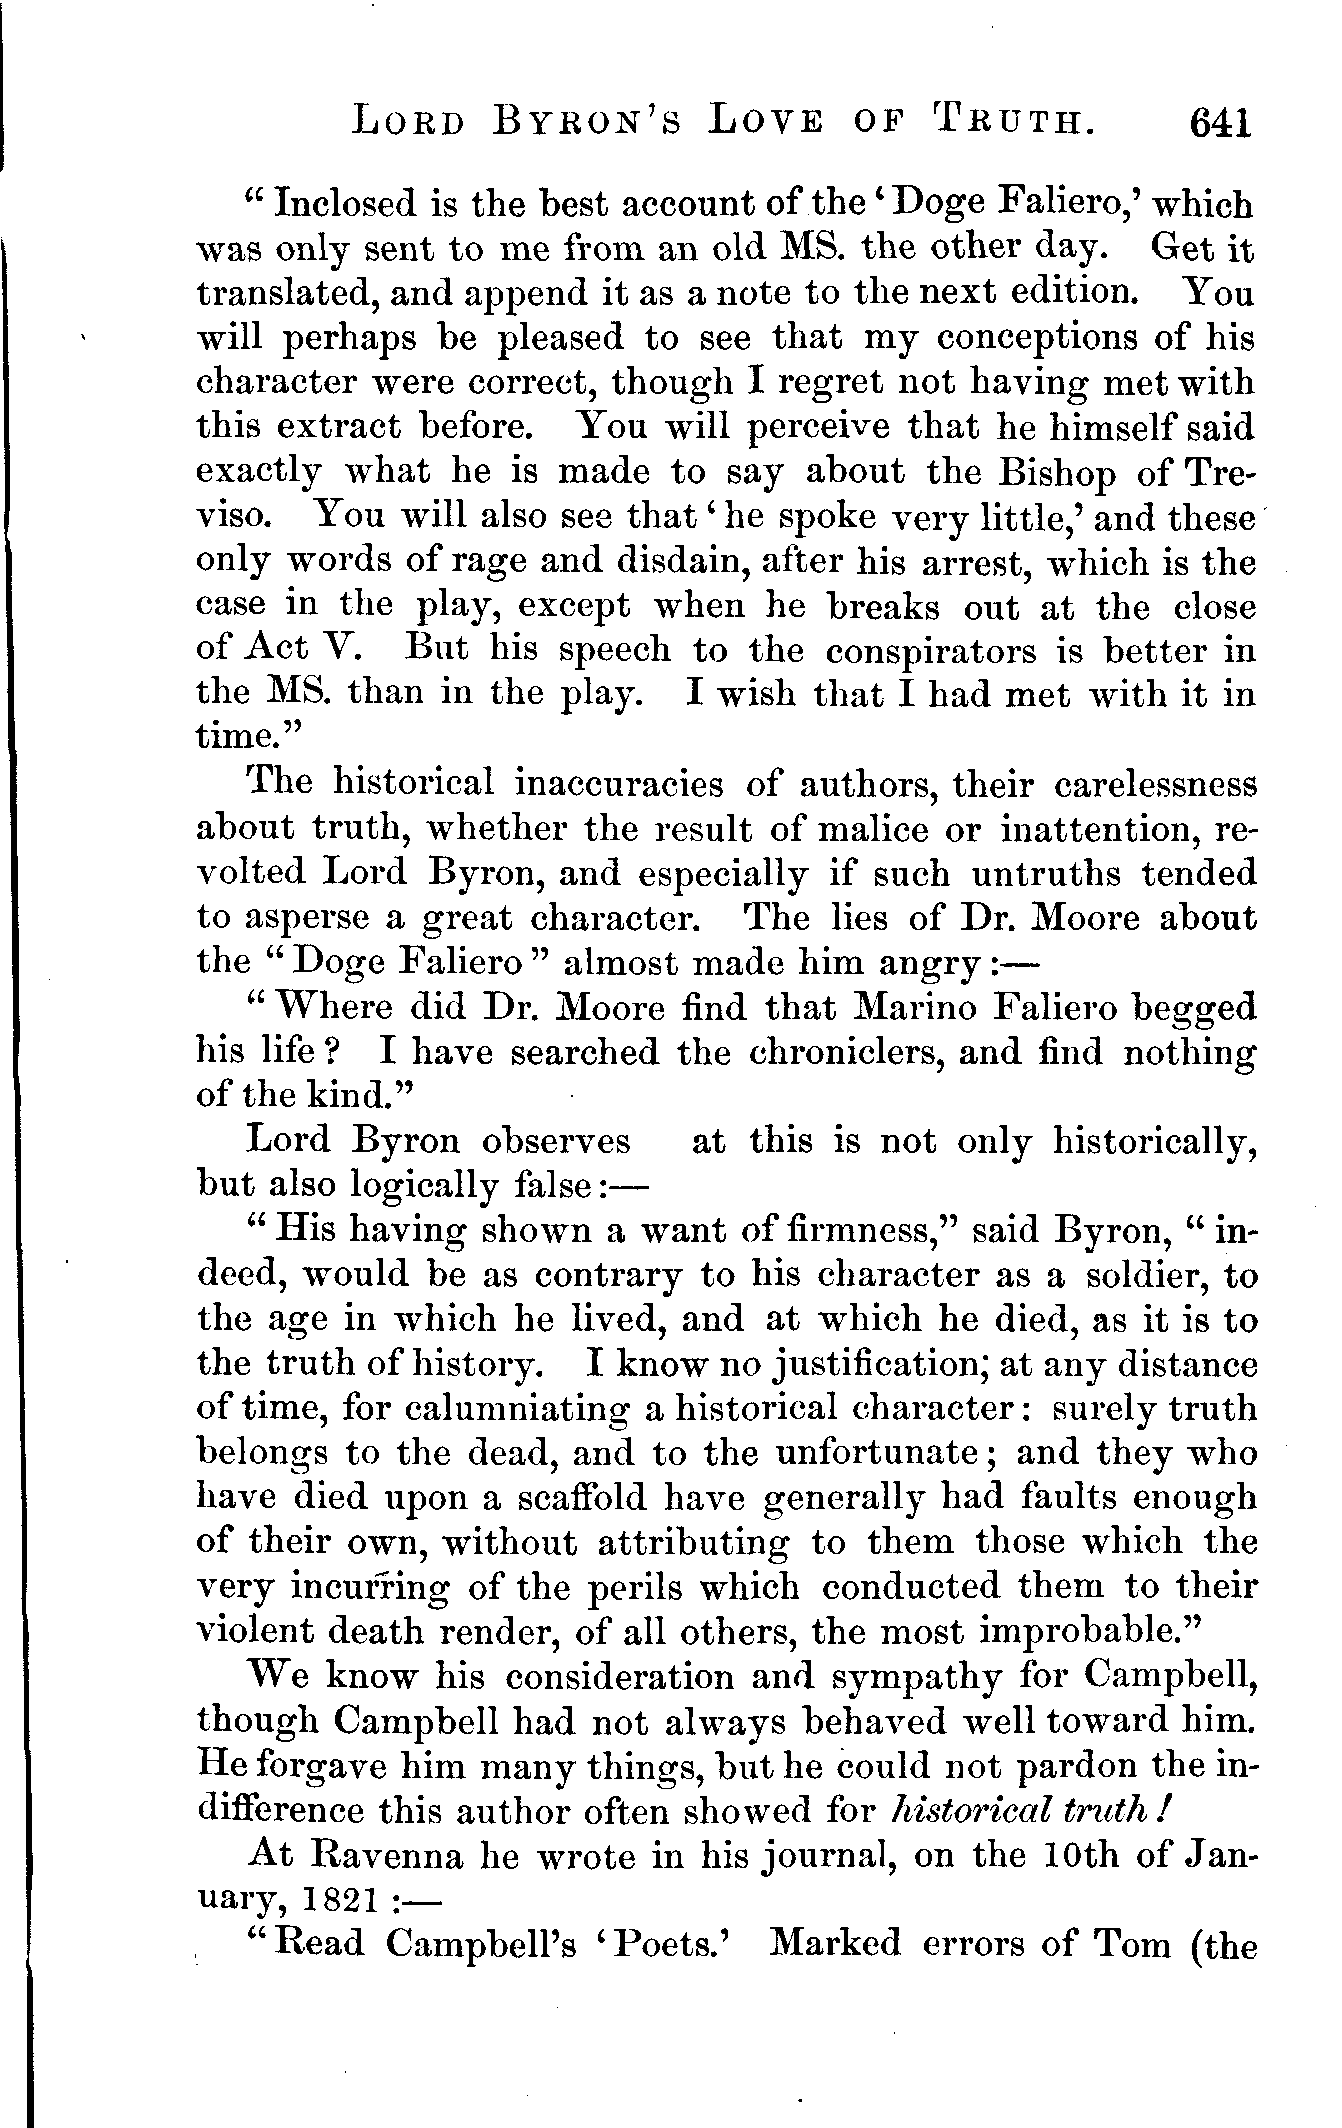 LORD BYRON'S LOVE OF TRUTH. 641
“Inclosed is the best account of the ‘Doge Faliero,’ which
was only sent to me from an old MS. the other day. Get it
translated, and append it as a note to the next edition. You
will perhaps be pleased to see that my conceptions of his
character were correct, though I regret not having met with
this extract before. You will perceive that he himself said
exactly what he is made to say about the Bishop of Tre-
viso. You will also see that ‘he spoke very little,’ and these
only words of rage and disdain, after his arrest, which is the
case in the play, except when he breaks out at the close
of Act V. But his speech to the conspirators is better in
the MS. than in the play. I wish that I had met with it in
time.”
The historical inaccuracies of authors, their carelessness
about truth, whether the result of malice or inattention, re-
volted Lord Byron, and especially if such untruths tended
to asperse a great character. The lies of Dr. Moore about
the “Doge Faliero” almost made him angry:—
“Where did Dr. Moore find that Marino Faliero begged
his life? I have searched the chroniclers, and find nothing
of the kind.”
Lord Byron observes at this is not only historically,
but also logically false:—
“His having shown a want of firmness,” said Byron, “in-
deed, would be as contrary to his character as a soldier, to
the age in which he lived, and at which he died, as it is to
the truth of history. I know no justification; at any distance
of time, for calumniating a historical character: surely truth
belongs to the dead, and to the unfortunate; and they who
have died upon a scaffold have generally had faults enough
of their own, without attributing to them those which the
very incurring of the perils which conducted them to their
violent death render, of all others, the most improbable.”
We know his consideration and sympathy for Campbell,
though Campbell had not always behaved well toward him.
He forgave him many things, but he could not pardon the in-
difference this author often showed for historical truth!
At Ravenna he wrote in his journal, on the 10th of Jan-
uary, 1821:—
“Read Campbell's ‘Poets.’ Marked errors of Tom (the